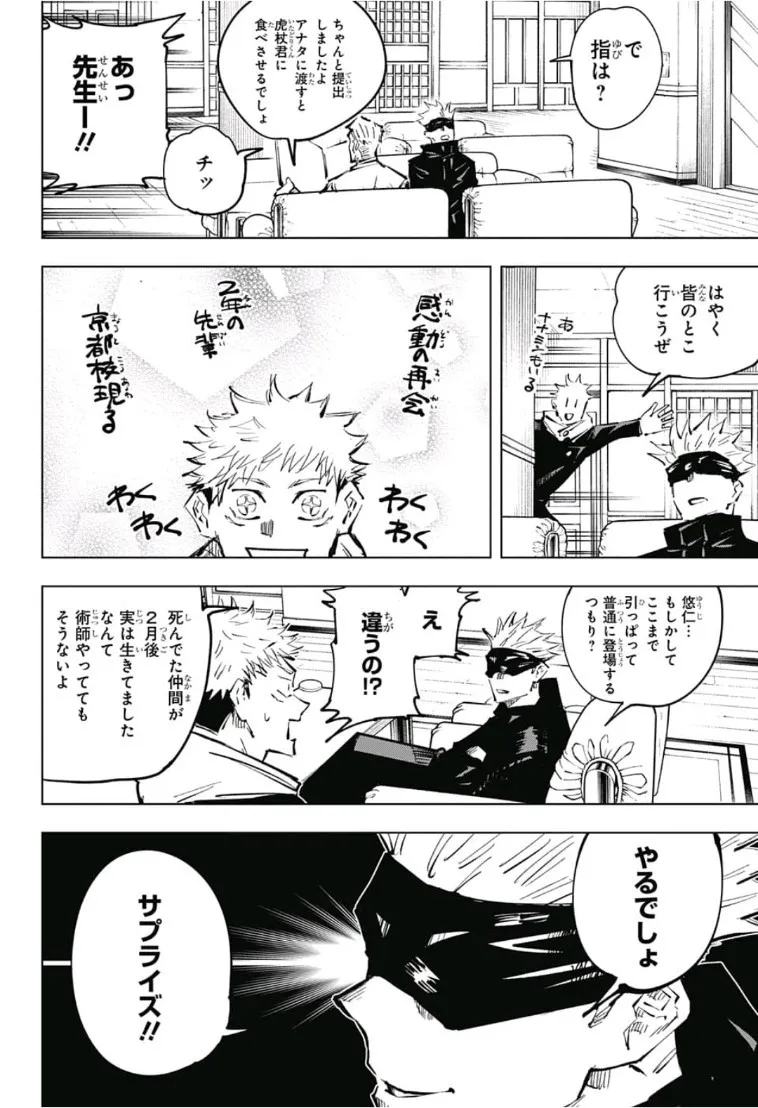 で
指は?
ちゃんと提出
しましたよ
アナタに渡すと
虎杖君に
食べさせるでしょ
チッ
あっ
先生ー!!
はやく
皆のとこ
行こうぜ
あ
ナナミンもいる
感動の再会
2年の
先輩
京都校現る
わくわく
わくわく
悠仁…
もしかして
ここまで
引っぱって
普通に登場する
つもり?
え
違うの!?
死んでた仲間が
2月後
実は生きてました
なんて
術師やってても
そうないよ
やるでしょ
サプライズ!!